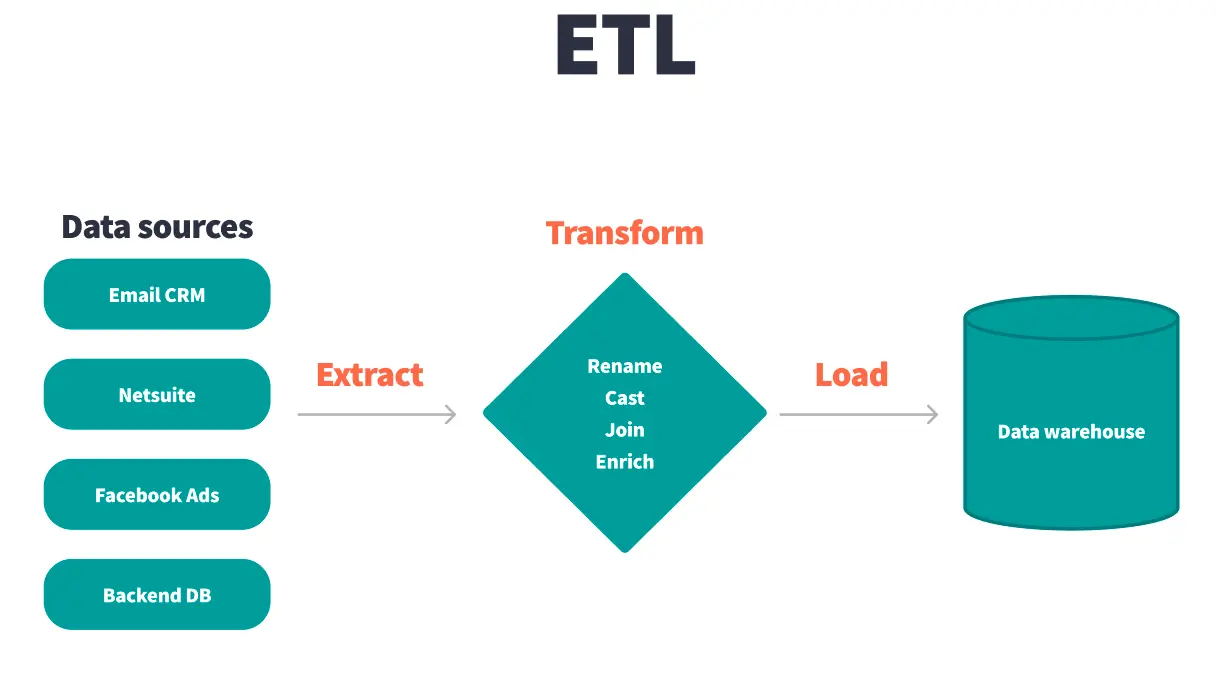 ETL
Data sources
Email CRM
Netsuite
Facebook Ads
Backend DB
Extract
Transform
Rename
Cast
Join
Enrich
Load
Data warehouse